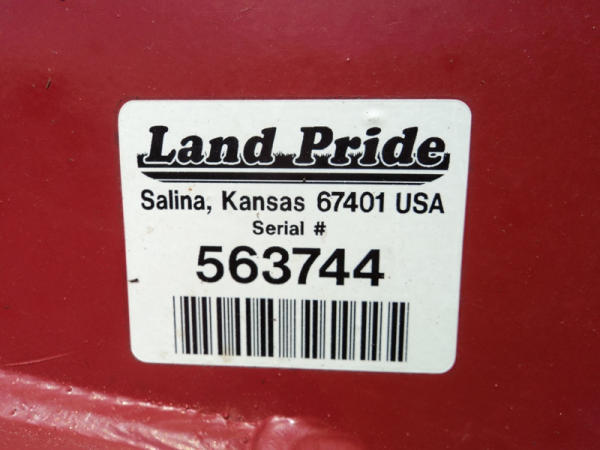 Land Pride
Salina, Kansas 67401 USA
Serial #
563744